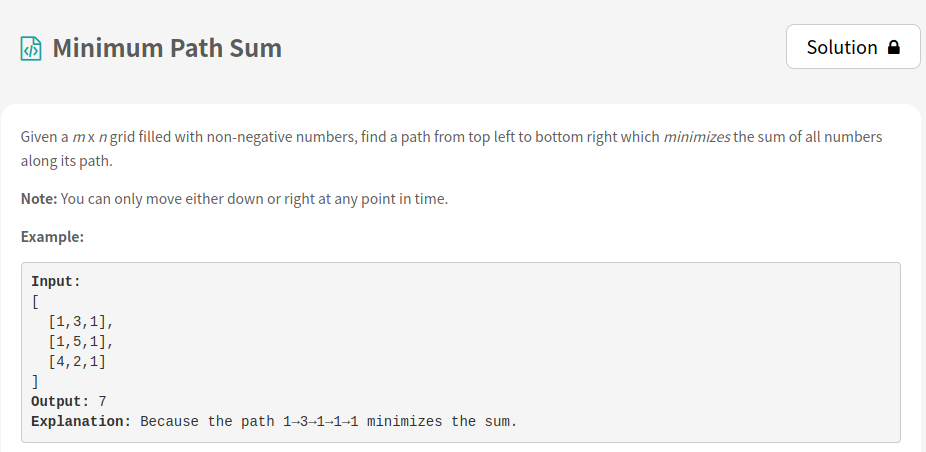 Minimum Path Sum
Solution
Given a m x n grid filled with non-negative numbers, find a path from top left to bottom right which minimizes the sum of all numbers
along its path.
Note: You can only move either down or right at any point in time.
Example:
Input:
[
  [1,3,1],
  [1,5,1],
  [4,2,1]
]
Output: 7
Explanation: Because the path 1→3→1→1→1 minimizes the sum.